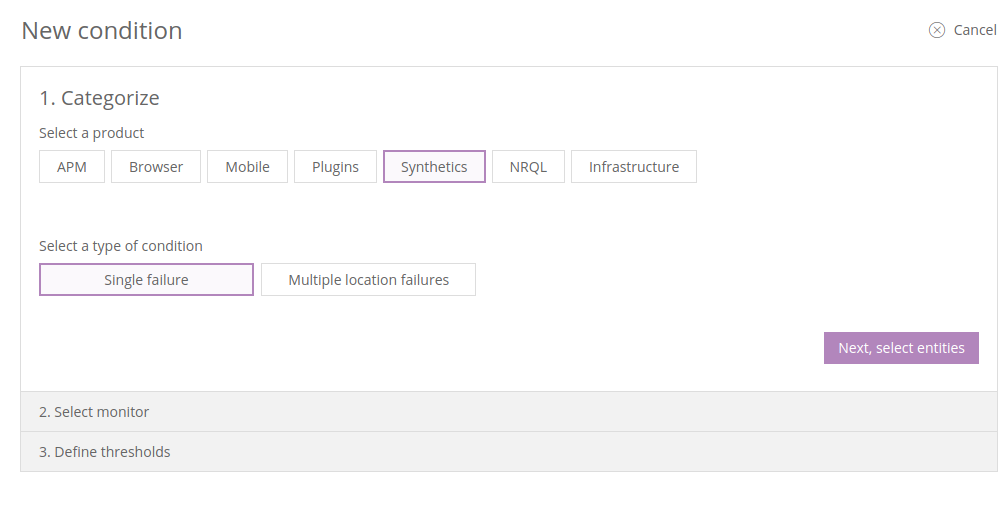 New condition
Cancel
1. Categorize
Select a product
APM Browser Mobile Plugins Synthetics NRQL Infrastructure
Select a type of condition
Single failure Multiple location failures
Next, select entities
2. Select monitor
3. Define thresholds